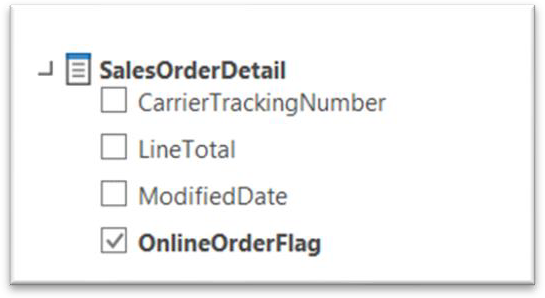 SalesOrderDetail
CarrierTrackingNumber
LineTotal
ModifiedDate
OnlineOrderFlag